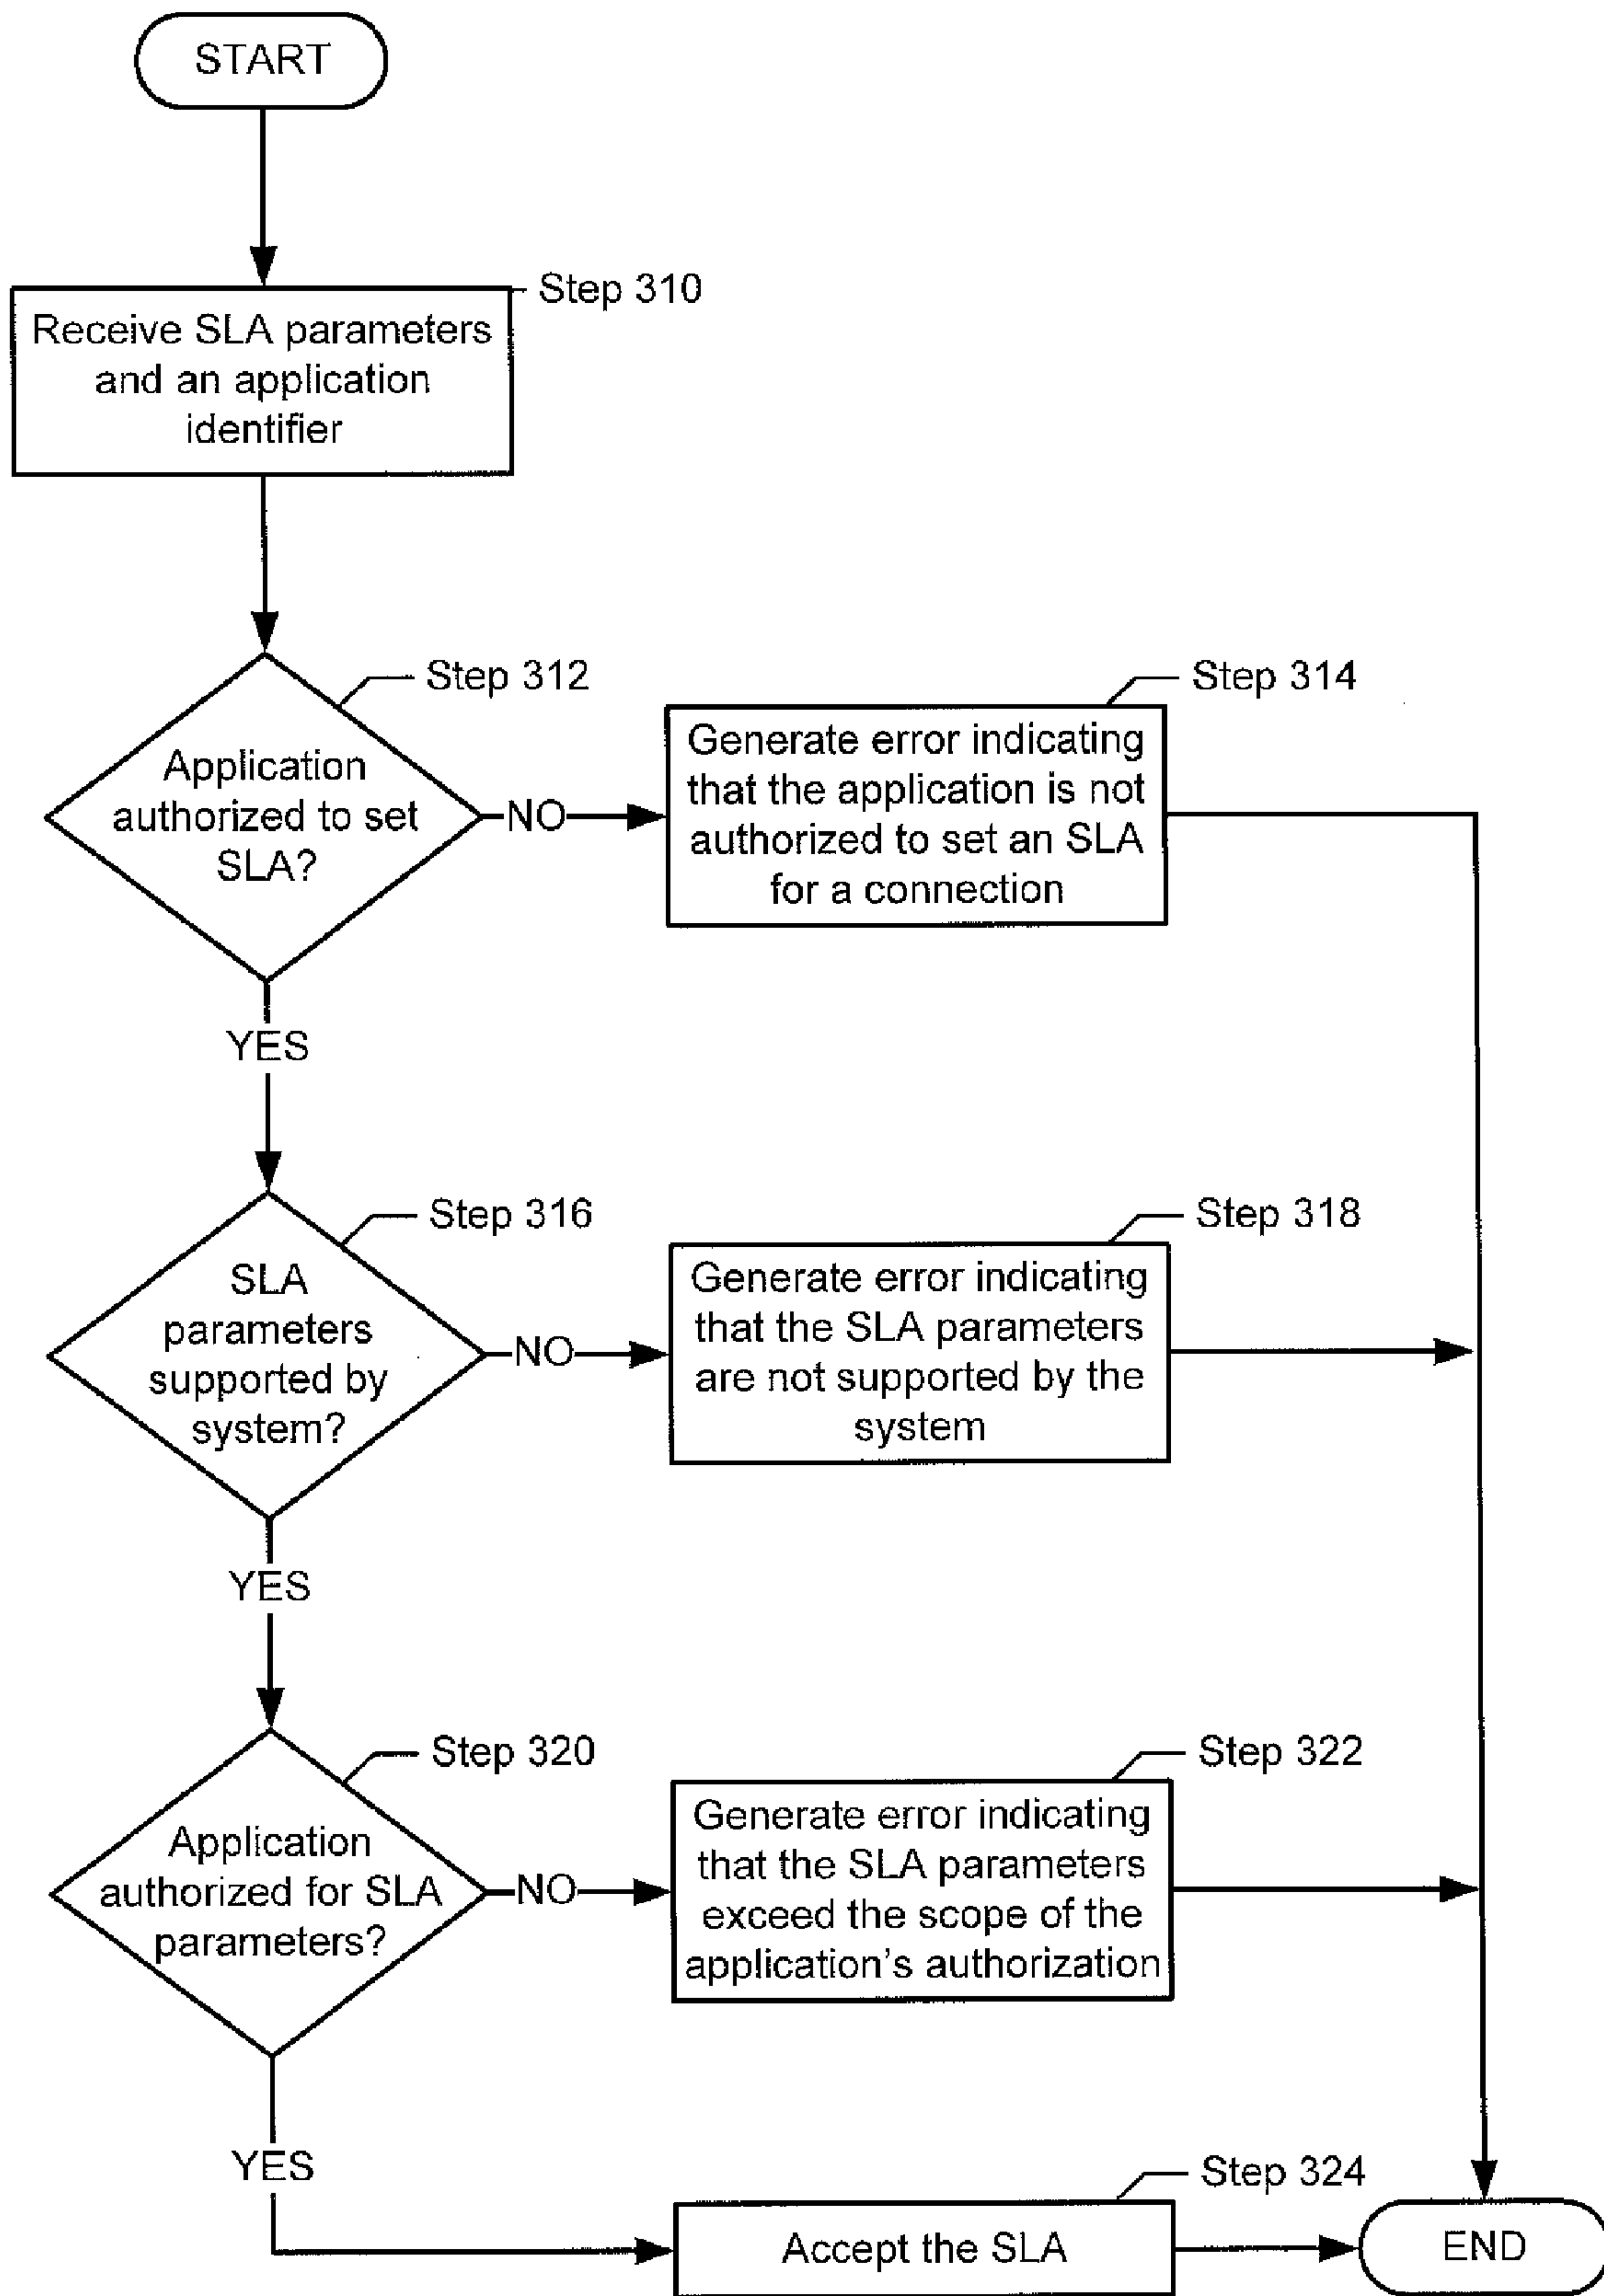 START
Step 310
Receive SLA parameters
and an application
identifier
Step 312
Application
authorized to set
SLA?
NO
Step 314
Generate error indicating
that the application is not
authorized to set an SLA
for a connection
YES
Step 316
SLA
parameters
supported by
system?
NO
Step 318
Generate error indicating
that the SLA parameters
are not supported by the
system
YES
Step 320
Application
authorized for SLA
parameters?
NO
Step 322
Generate error indicating
that the SLA parameters
exceed the scope of the
application's authorization
YES
Step 324
Accept the SLA
END